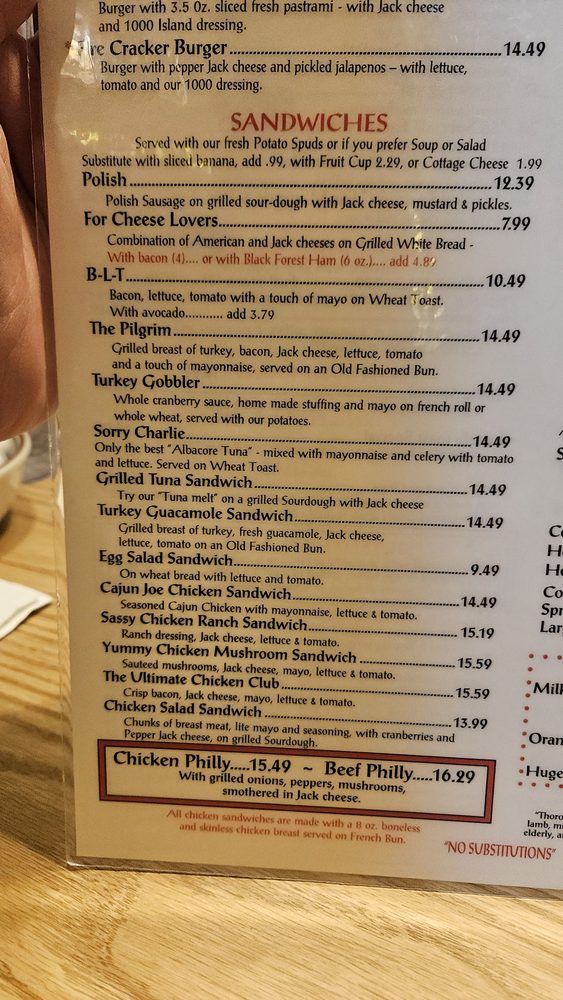 Burger with 3.5 Oz. sliced fresh pastrami - with Jack cheese
and 1000 Island dressing.
Fire Cracker Burger 14.49
Burger with pepper Jack cheese and pickled jalapenos – with lettuce,
tomato and our 1000 dressing.
SANDWICHES
Served with our fresh Potato Spuds or if you prefer Soup or Salad
Substitute with sliced banana, add .99, with Fruit Cup 2.29, or Cottage Cheese 1.99
Polish 12.39
Polish Sausage on grilled sour-dough with Jack cheese, mustard & pickles.
For Cheese Lovers 7.99
Combination of American and Jack cheeses on Grilled White Bread -
With bacon (4).... or with Black Forest Ham (6 oz.).... add 4.89
B-L-T 10.49
Bacon, lettuce, tomato with a touch of mayo on Wheat Toast.
With avocado........... add 3.79
The Pilgrim 14.49
Grilled breast of turkey, bacon, Jack cheese, lettuce, tomato
and a touch of mayonnaise, served on an Old Fashioned Bun.
Turkey Gobbler 14.49
Whole cranberry sauce, home made stuffing and mayo on french roll or
whole wheat, served with our potatoes.
Sorry Charlie 14.49
Only the best "Albacore Tuna" - mixed with mayonnaise and celery with tomato
and lettuce. Served on Wheat Toast.
Grilled Tuna Sandwich 14.49
Try our "Tuna melt" on a grilled Sourdough with Jack cheese
Turkey Guacamole Sandwich 14.49
Grilled breast of turkey, fresh guacamole, Jack cheese,
lettuce, tomato on an Old Fashioned Bun.
Egg Salad Sandwich 9.49
On wheat bread with lettuce and tomato.
Cajun Joe Chicken Sandwich 14.49
Seasoned Cajun Chicken with mayonnaise, lettuce & tomato.
Sassy Chicken Ranch Sandwich 15.19
Ranch dressing, Jack cheese, lettuce & tomato.
Yummy Chicken Mushroom Sandwich 15.59
Sauteed mushrooms, Jack cheese, mayo, lettuce & tomato.
The Ultimate Chicken Club 15.59
Crisp bacon, Jack cheese, mayo, lettuce & tomato.
Chicken Salad Sandwich 13.99
Chunks of breast meat, lite mayo and seasoning, with cranberries and
Pepper Jack cheese, on grilled Sourdough.
Chicken Philly.....15.49 ~ Beef Philly.....16.29
With grilled onions, peppers, mushrooms,
smothered in Jack cheese.
All chicken sandwiches are made with a 8 oz. boneless
and skinless chicken breast served on French Bun.
"NO SUBSTITUTIONS"
Huge
lamb,
elderly,